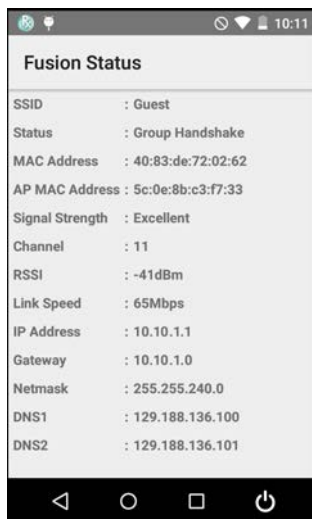 10:11
Fusion Status
SSID : Guest
Status : Group Handshake
MAC Address : 40:83:de:72:02:62
AP MAC Address : 5c:0e:8b:c3:f7:33
Signal Strength : Excellent
Channel : 11
RSSI : -41dBm
Link Speed : 65Mbps
IP Address : 10.10.1.1
Gateway : 10.10.1.0
Netmask : 255.255.240.0
DNS1 : 129.188.136.100
DNS2 : 129.188.136.101